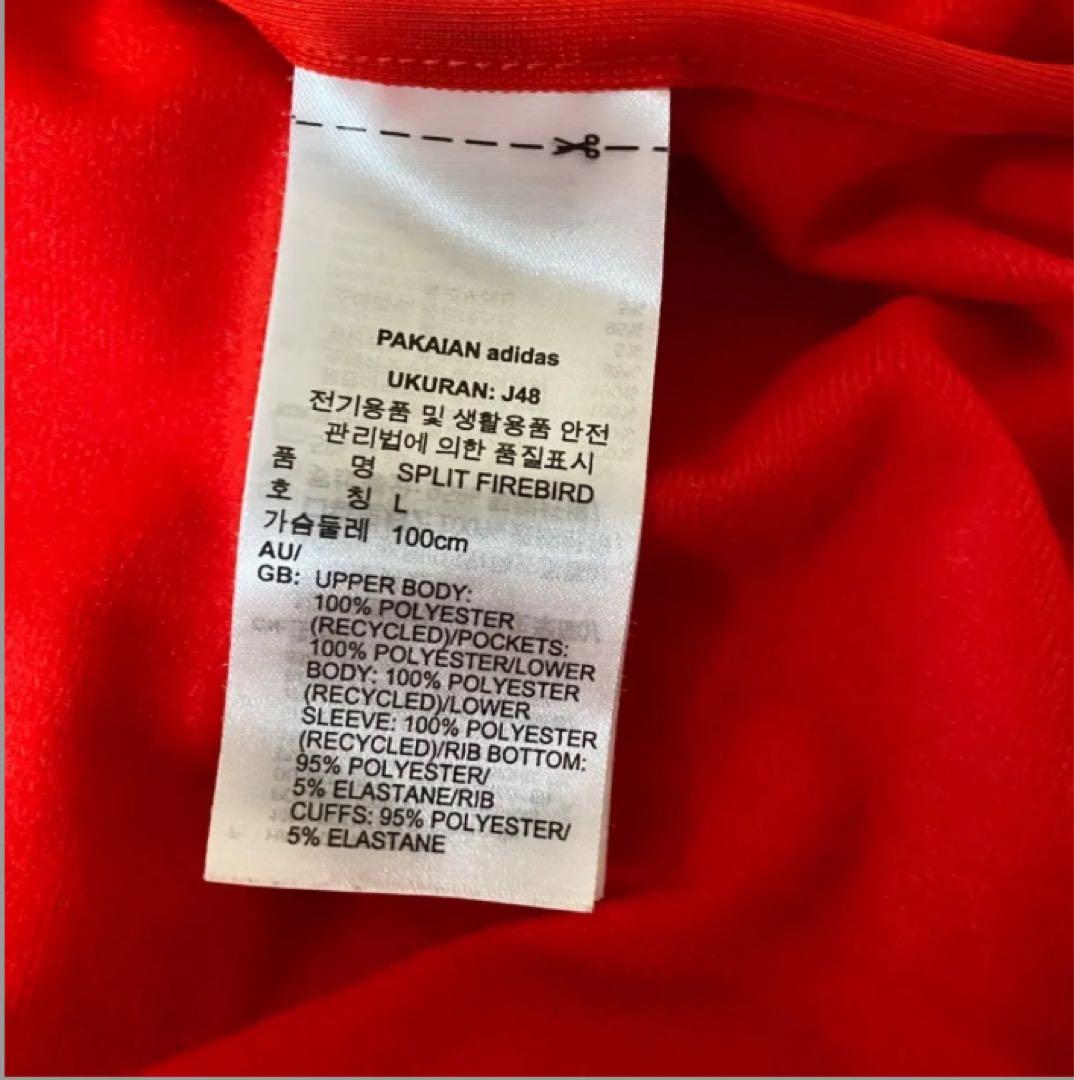 PAKAIAN adidas
UKURAN: J48
전기용품 및 생활용품 안전
관리법에 의한 품질표시
품 명 SPLIT FIREBIRD
호 칭 L
가슴둘레 100cm
AU/
GB: UPPER BODY:
100% POLYESTER
(RECYCLED)/POCKETS:
100% POLYESTER/LOWER
BODY: 100% POLYESTER
(RECYCLED)/LOWER
SLEEVE: 100% POLYESTER
(RECYCLED)/RIB BOTTOM:
95% POLYESTER/
5% ELASTANE/RIB
CUFFS: 95% POLYESTER/
5% ELASTANE